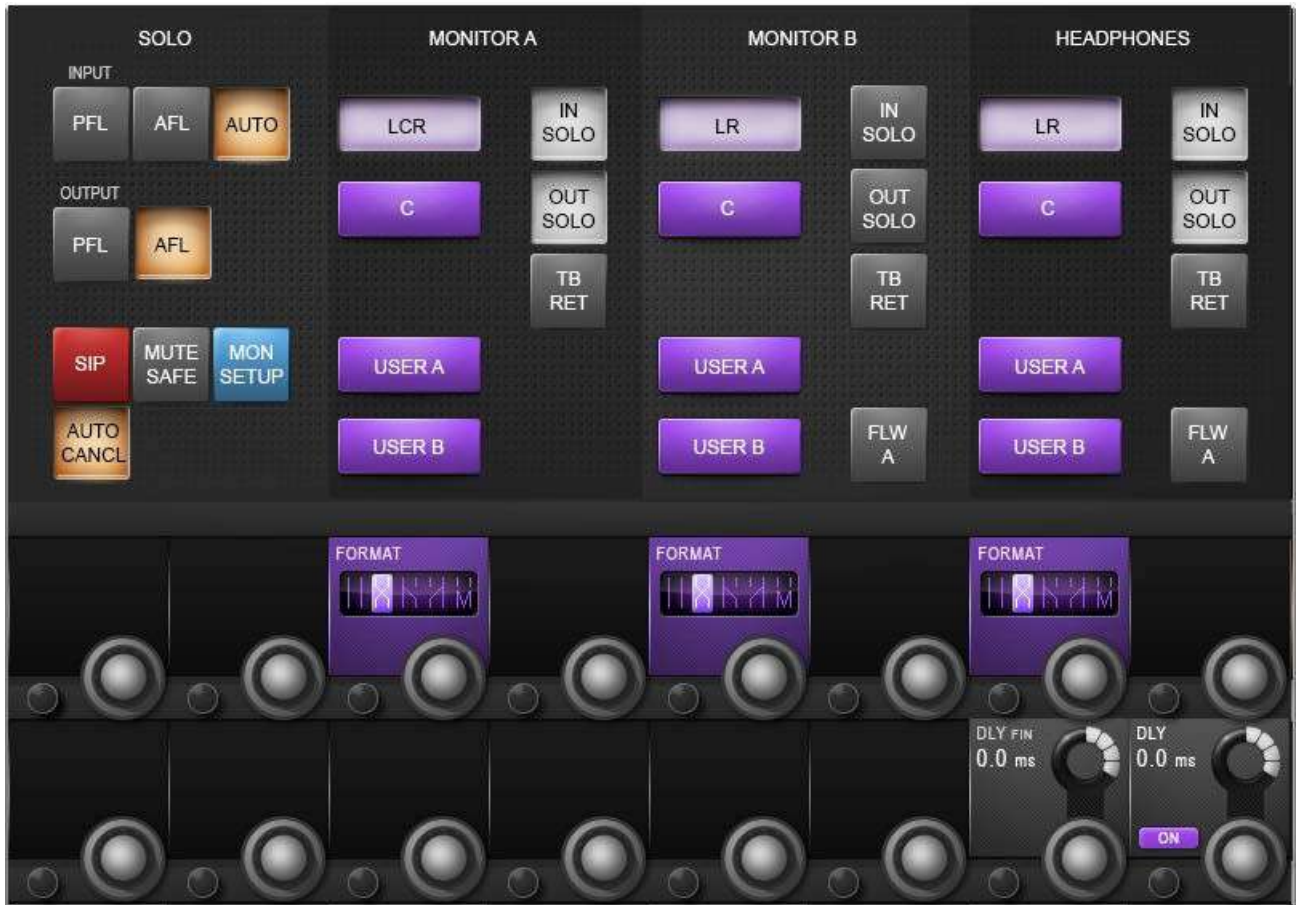 SOLO
MONITOR A
MONITOR B
HEADPHONES
INPUT
PFL
AFL
AUTO
OUTPUT
PFL
AFL
SIP
MUTE
SAFE
MON
SETUP
AUTO
CANCL
LCR
IN
SOLO
C
OUT
SOLO
TB
RET
USER A
USER B
LR
IN
SOLO
C
OUT
SOLO
TB
RET
USER A
USER B
FLW
A
LR
IN
SOLO
C
OUT
SOLO
TB
RET
USER A
USER B
FLW
A
FORMAT
M
FORMAT
M
FORMAT
M
DLY FIN
0.0 ms
DLY
0.0 ms
ON